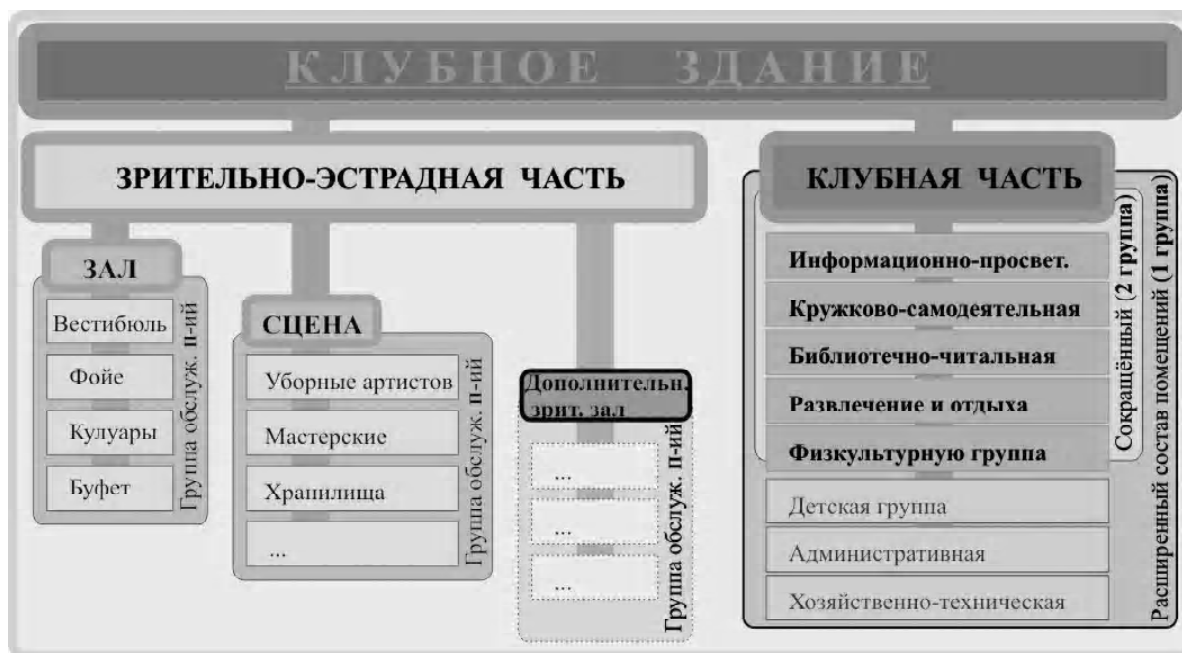 КЛУБНОЕ ЗДАНИЕ
ЗРИТЕЛЬНО-ЭСТРАДНАЯ ЧАСТЬ
ЗАЛ
Вестибюль
Фойе
Кулуары
Буфет
Группа обслуж. п-ий
СЦЕНА
Уборные артистов
Мастерские
Хранилища
...
Группа обслуж. п-ий
Дополнительн.
зрит. зал
...
...
...
Группа обслуж. п-ий
КЛУБНАЯ ЧАСТЬ
Информационно-просвет.
Кружково-самодеятельная
Библиотечно-читальная
Развлечение и отдыха
Физкультурную группа
Детская группа
Административная
Хозяйственно-техническая
Сокращённый (2 группа)
Расширенный состав помещений (1 группа)